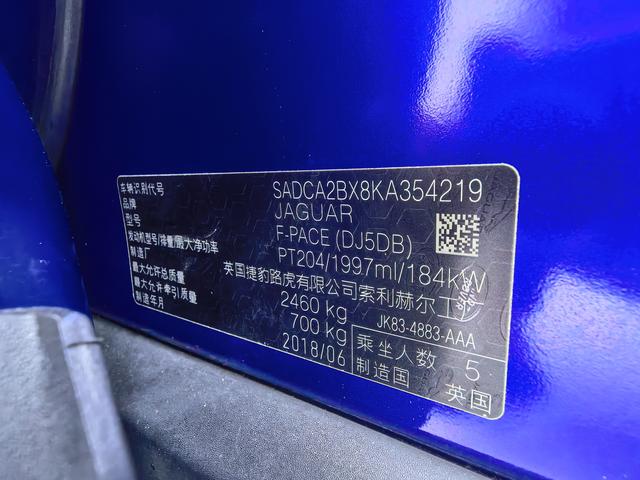 车辆识别代号 SADCA2BX8KA354219
品牌 JAGUAR
型号 F-PACE (DJ5DB)
发动机型号/排量/最大净功率 PT204/1997ml/184KW
制造厂 英国捷豹路虎有限公司索利赫尔工厂
最大允许总质量 2460 kg
最大允许牵引质量 700 kg
制造年月 2018/06
JK83-4883-AAA
乘坐人数 5
制造国 英国